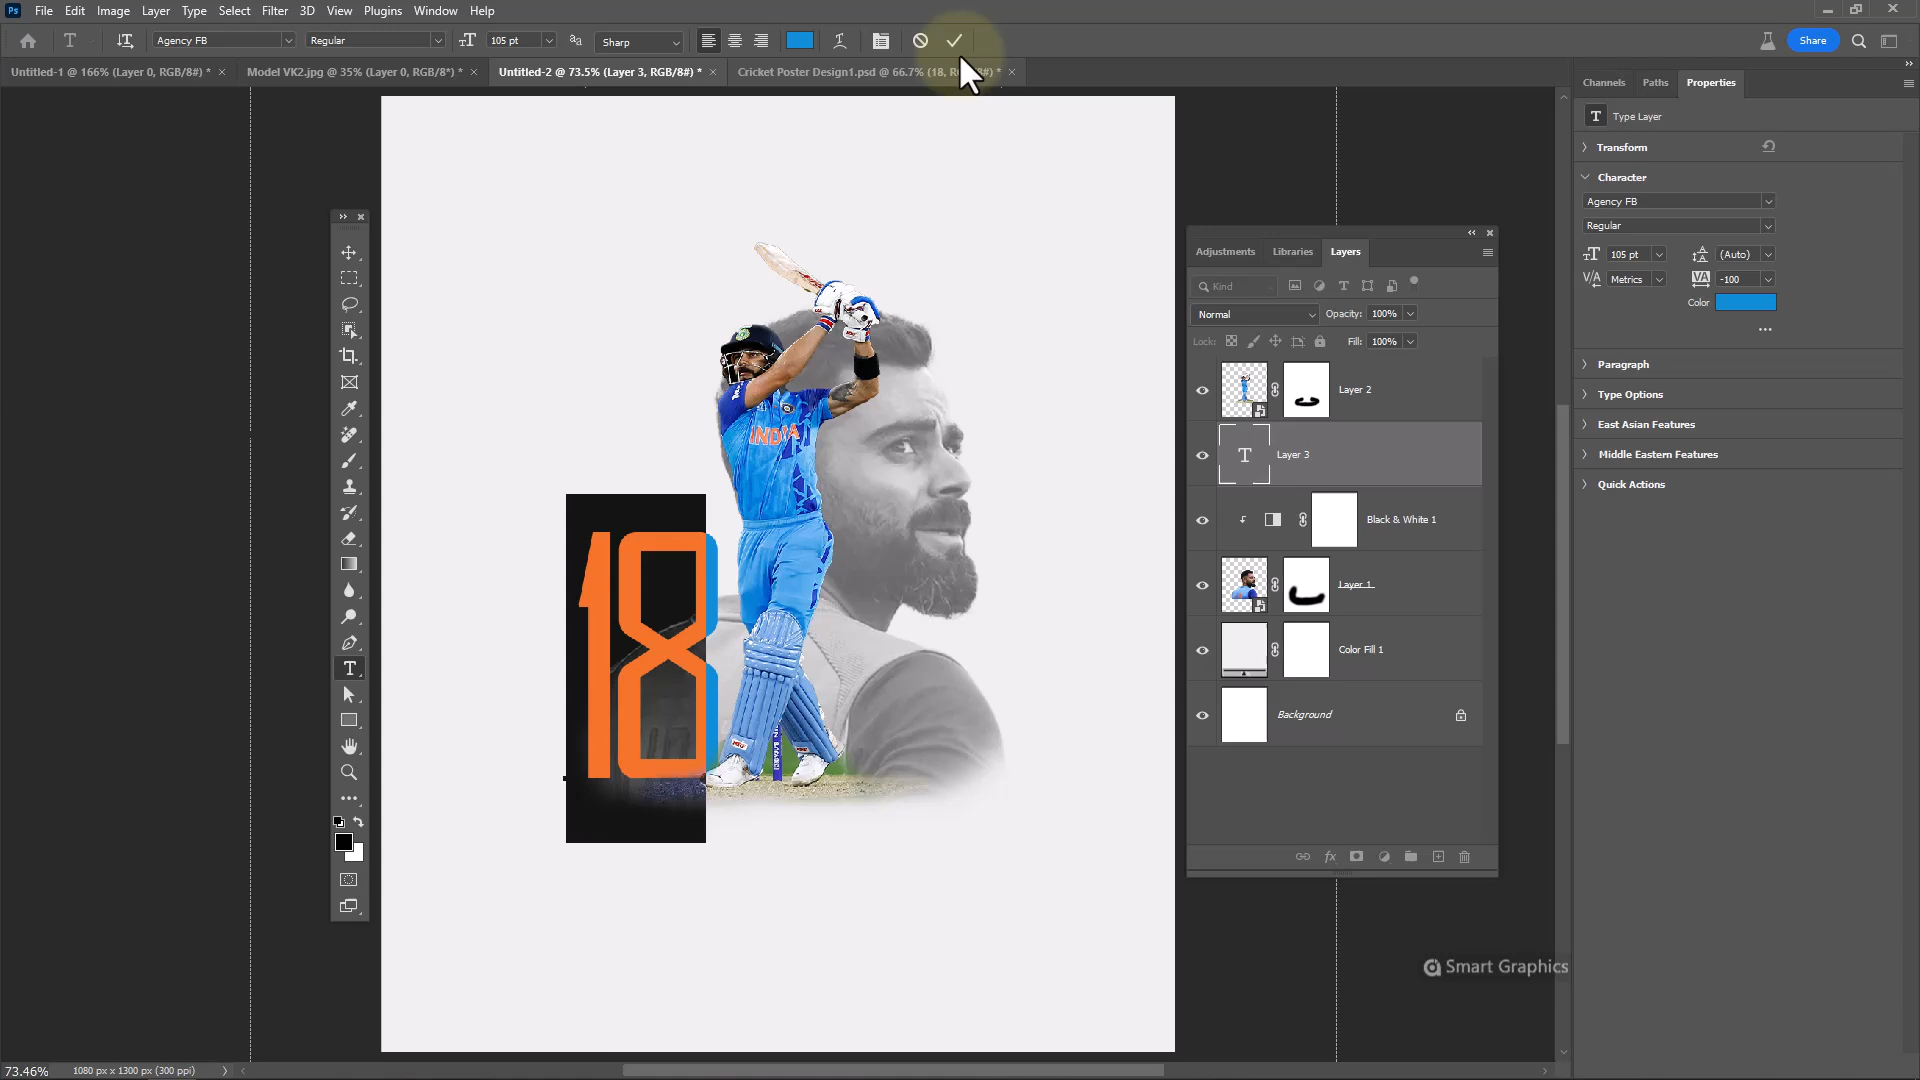 Ps File Edit Image Layer Type Select Filter 3D View Plugins Window Help
Agency FB Regular 105 pt Sharp Share
Untitled-1 @ 166% (Layer 0, RGB/8#) * Model VK2.jpg @ 35% (Layer 0, RGB/8*) * Untitled-2 @ 73.5% (Layer 3, RGB/8#) * Cricket Poster Design1.psd @ 66.7% (18, *
Channels Paths Properties
T Type Layer
Transform
Character
Agency FB
Regular
105 pt (Auto)
Metrics -100
Color
Paragraph
Type Options
East Asian Features
Middle Eastern Features
Quick Actions
Adjustments Libraries Layers
Kind
Normal Opacity: 100%
Lock: Fill: 100%
Layer 2
T Layer 3
Black & White 1
Layer 1
Color Fill 1
Background
INDIA
18
Smart Graphics
73.46% 1080 px x 1300 px (300 ppi)